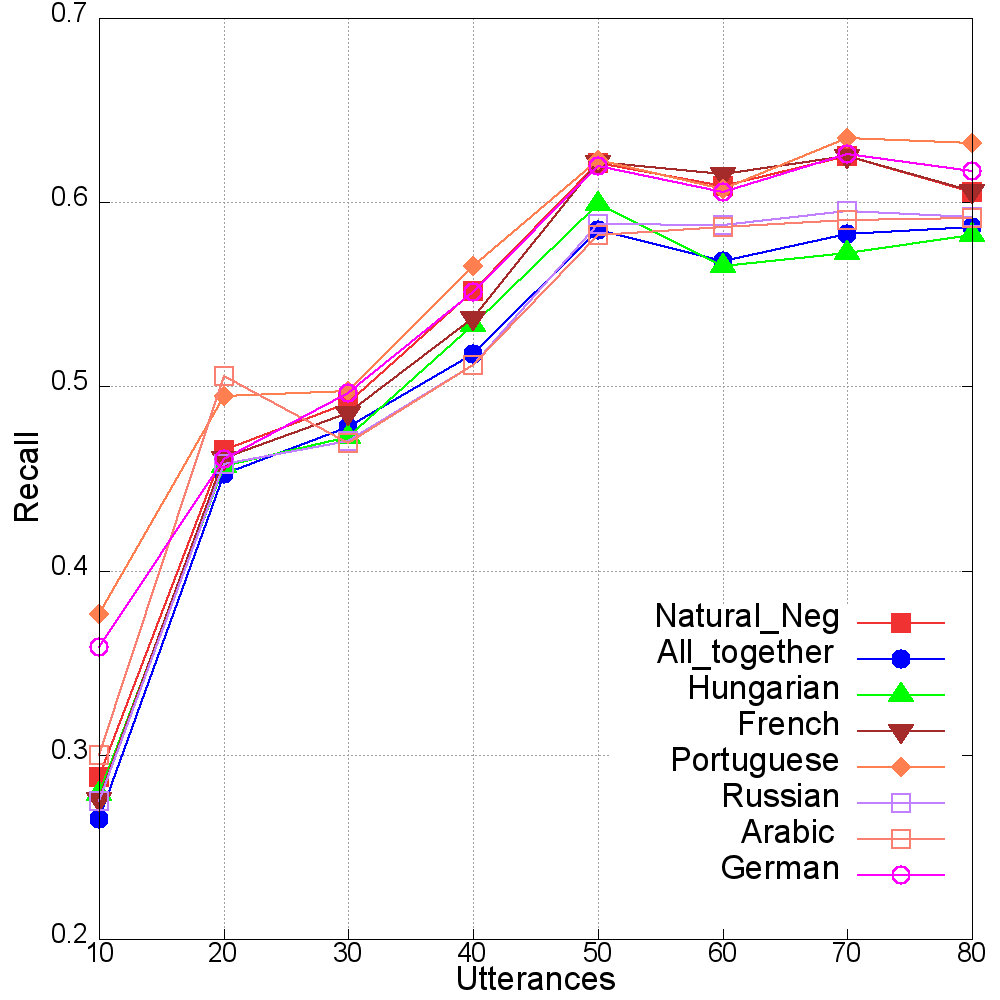 0.7
0.6
0.5
0.4
0.3
0.2
Recall
Natural_Neg
All_together
Hungarian
French
Portuguese
Russian
Arabic
German
10 20 30 40 50 60 70 80
Utterances